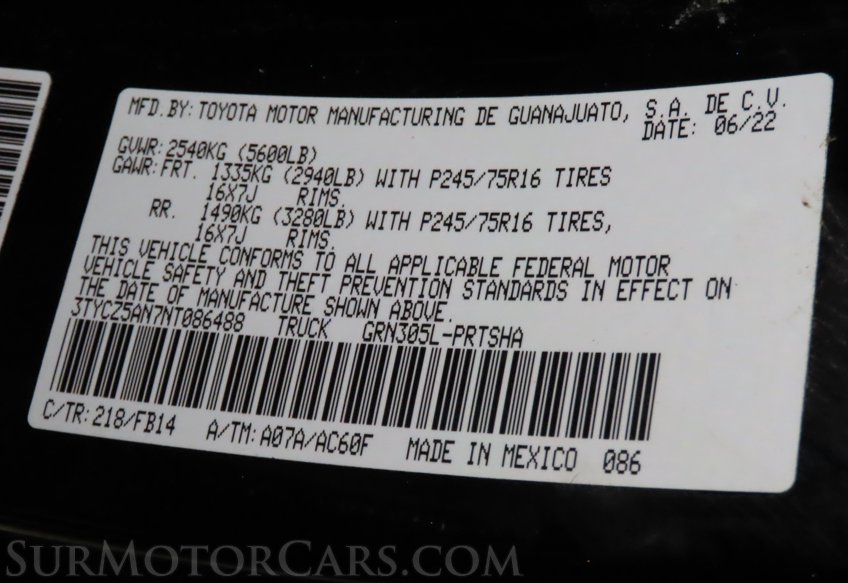 MFD.BY: TOYOTA MOTOR MANUFACTURING DE GUANAJUATO, S.A. DE C.V.
DATE: 06/22
GVWR: 2540KG (5600LB)
GAWR: FRT. 1335KG (2940LB) WITH P245/75R16 TIRES
16X7J RIMS.
RR. 1490KG (3280LB) WITH P245/75R16 TIRES,
16X7J RIMS.
THIS VEHICLE CONFORMS TO ALL APPLICABLE FEDERAL MOTOR
VEHICLE SAFETY AND THEFT PREVENTION STANDARDS IN EFFECT ON
THE DATE OF MANUFACTURE SHOWN ABOVE.
3TYCZ5AN7NT086488 TRUCK GRN305L-PRTSHA
C/TR: 218/FB14 A/TM: A07A/AC60F MADE IN MEXICO 086
SurMotorCars.com